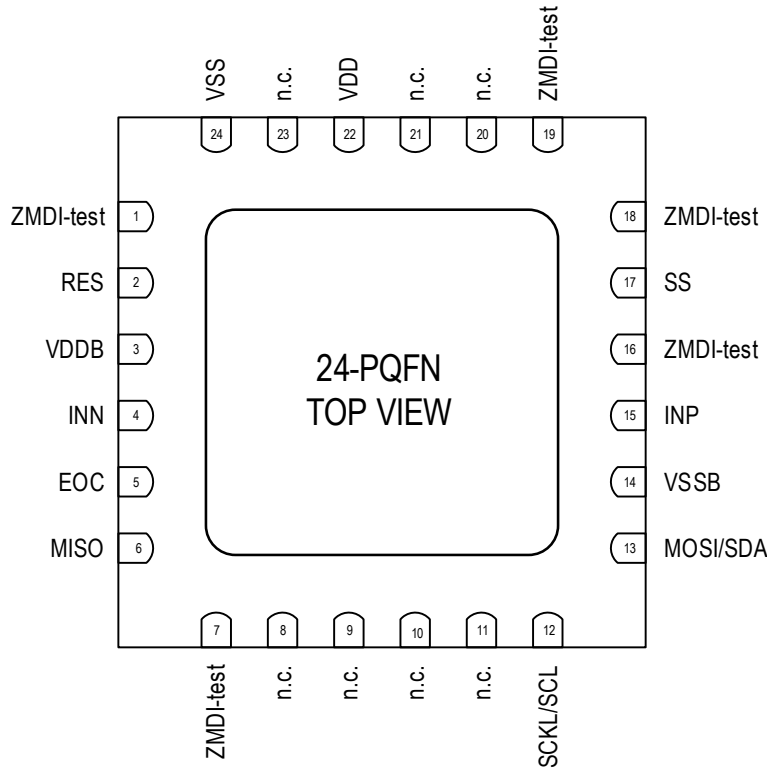 VSS
n.c.
VDD
n.c.
n.c.
ZMDI-test
24
23
22
21
20
19
ZMDI-test 1
18 ZMDI-test
RES 2
17 SS
VDDB 3
16 ZMDI-test
24-PQFN
TOP VIEW
INN 4
15 INP
EOC 5
14 VSSB
MISO 6
13 MOSI/SDA
7
8
9
10
11
12
ZMDI-test
n.c.
n.c.
n.c.
n.c.
SCKL/SCL